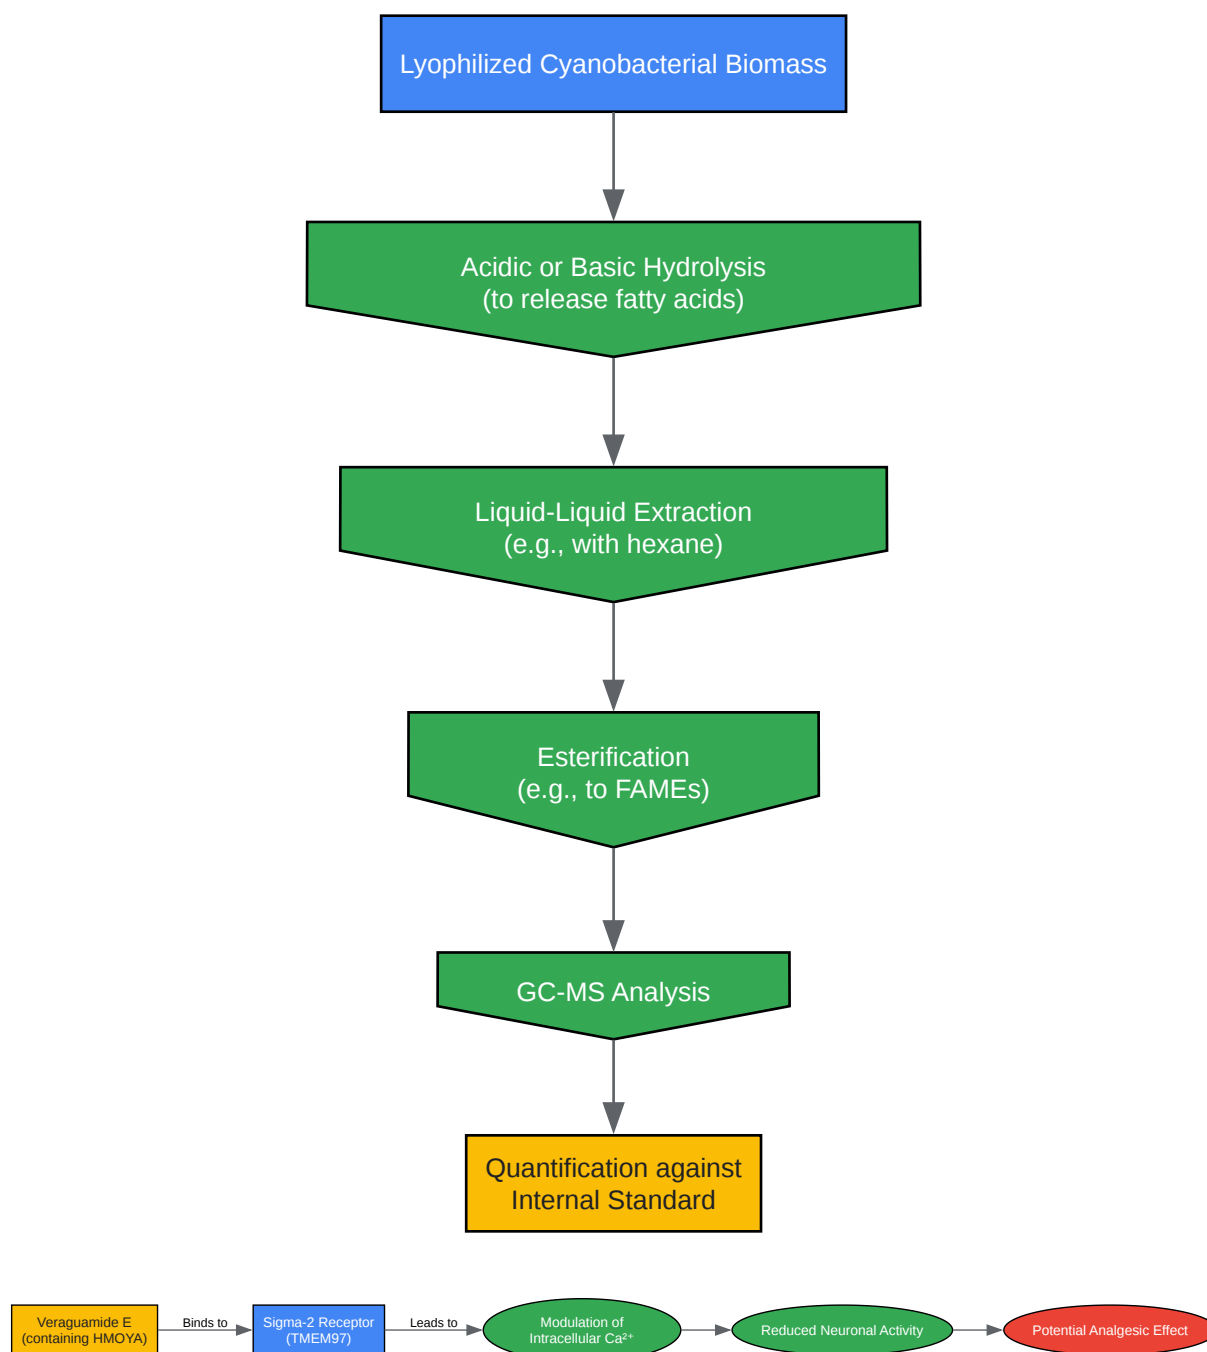 Lyophilized Cyanobacterial Biomass
Acidic or Basic Hydrolysis
(to release fatty acids)
Liquid-Liquid Extraction
(e.g., with hexane)
Esterification
(e.g., to FAMEs)
GC-MS Analysis
Quantification against
Internal Standard
Veraguamide E
(containing HMOYA)
Binds to
Sigma-2 Receptor
(TMEM97)
Leads to
Modulation of
Intracellular Ca²⁺
Reduced Neuronal Activity
Potential Analgesic Effect